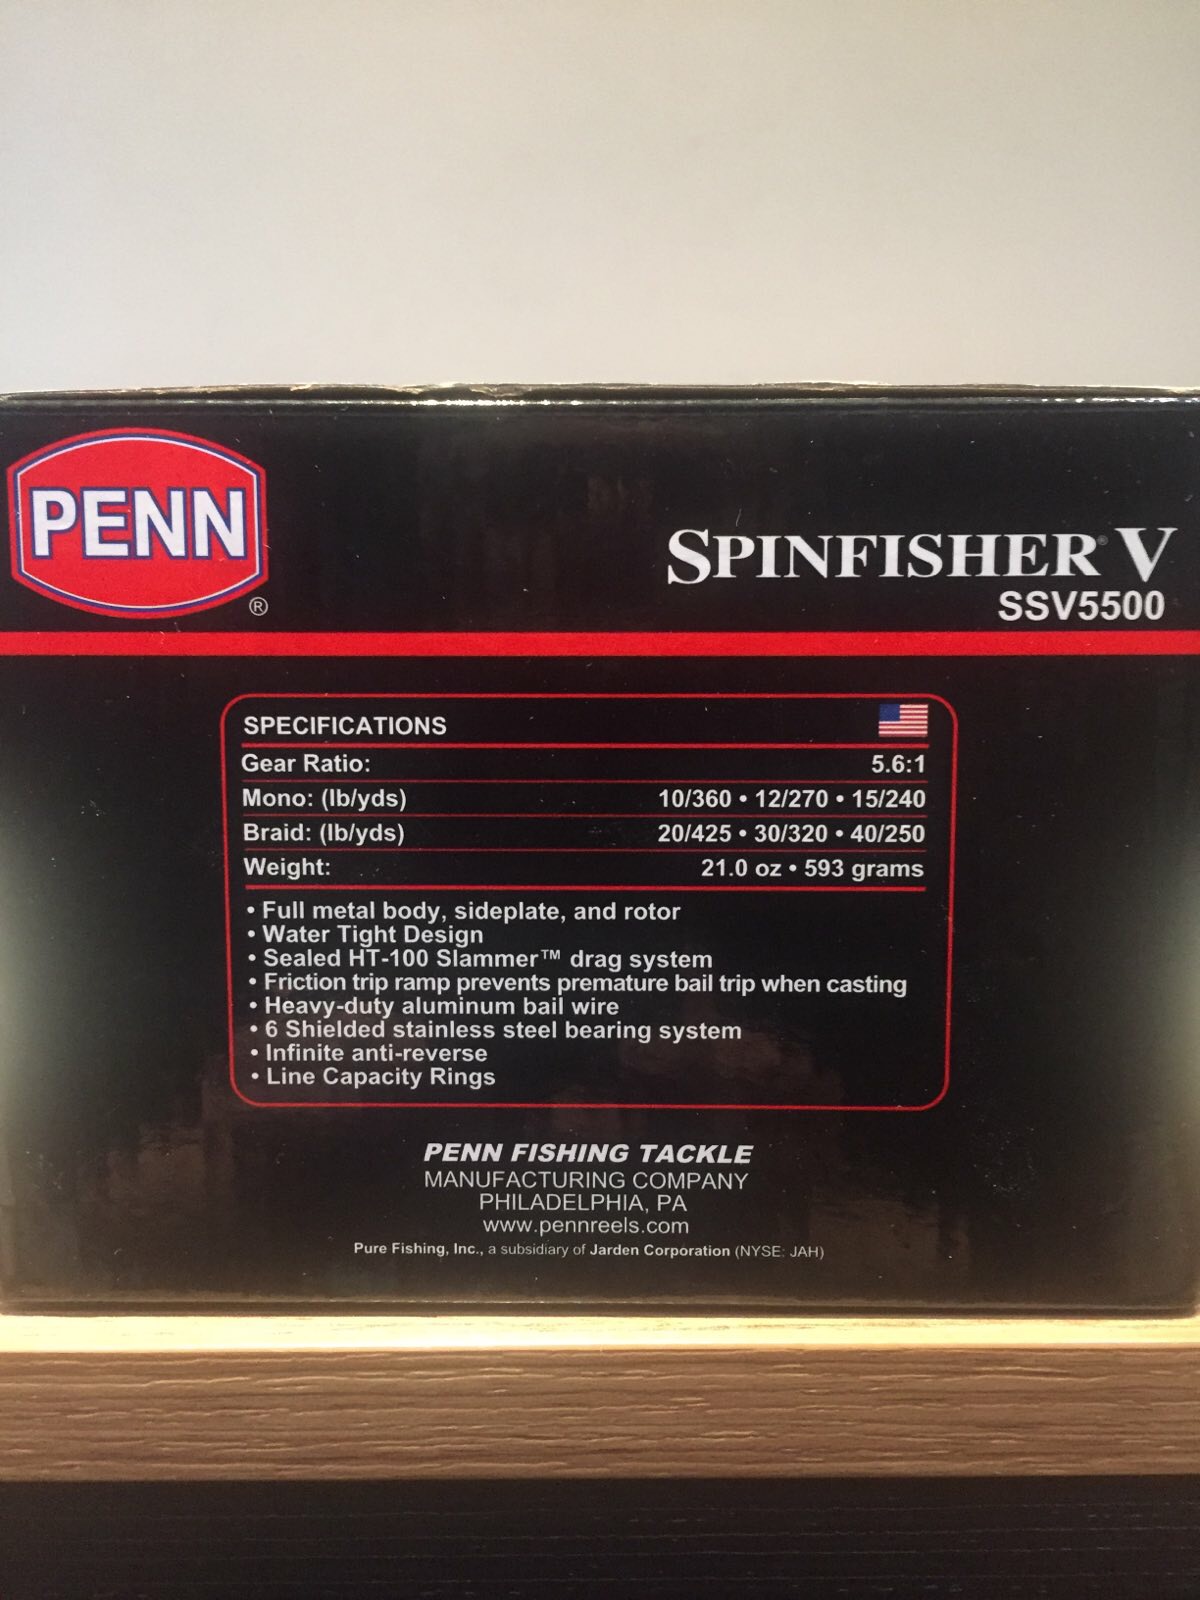 PENN
®
SPINFISHER® V
SSV5500
SPECIFICATIONS
Gear Ratio: 5.6:1
Mono: (lb/yds) 10/360 • 12/270 • 15/240
Braid: (lb/yds) 20/425 • 30/320 • 40/250
Weight: 21.0 oz • 593 grams
• Full metal body, sideplate, and rotor
• Water Tight Design
• Sealed HT-100 Slammer™ drag system
• Friction trip ramp prevents premature bail trip when casting
• Heavy-duty aluminum bail wire
• 6 Shielded stainless steel bearing system
• Infinite anti-reverse
• Line Capacity Rings
PENN FISHING TACKLE
MANUFACTURING COMPANY
PHILADELPHIA, PA
www.pennreels.com
Pure Fishing, Inc., a subsidiary of Jarden Corporation (NYSE: JAH)